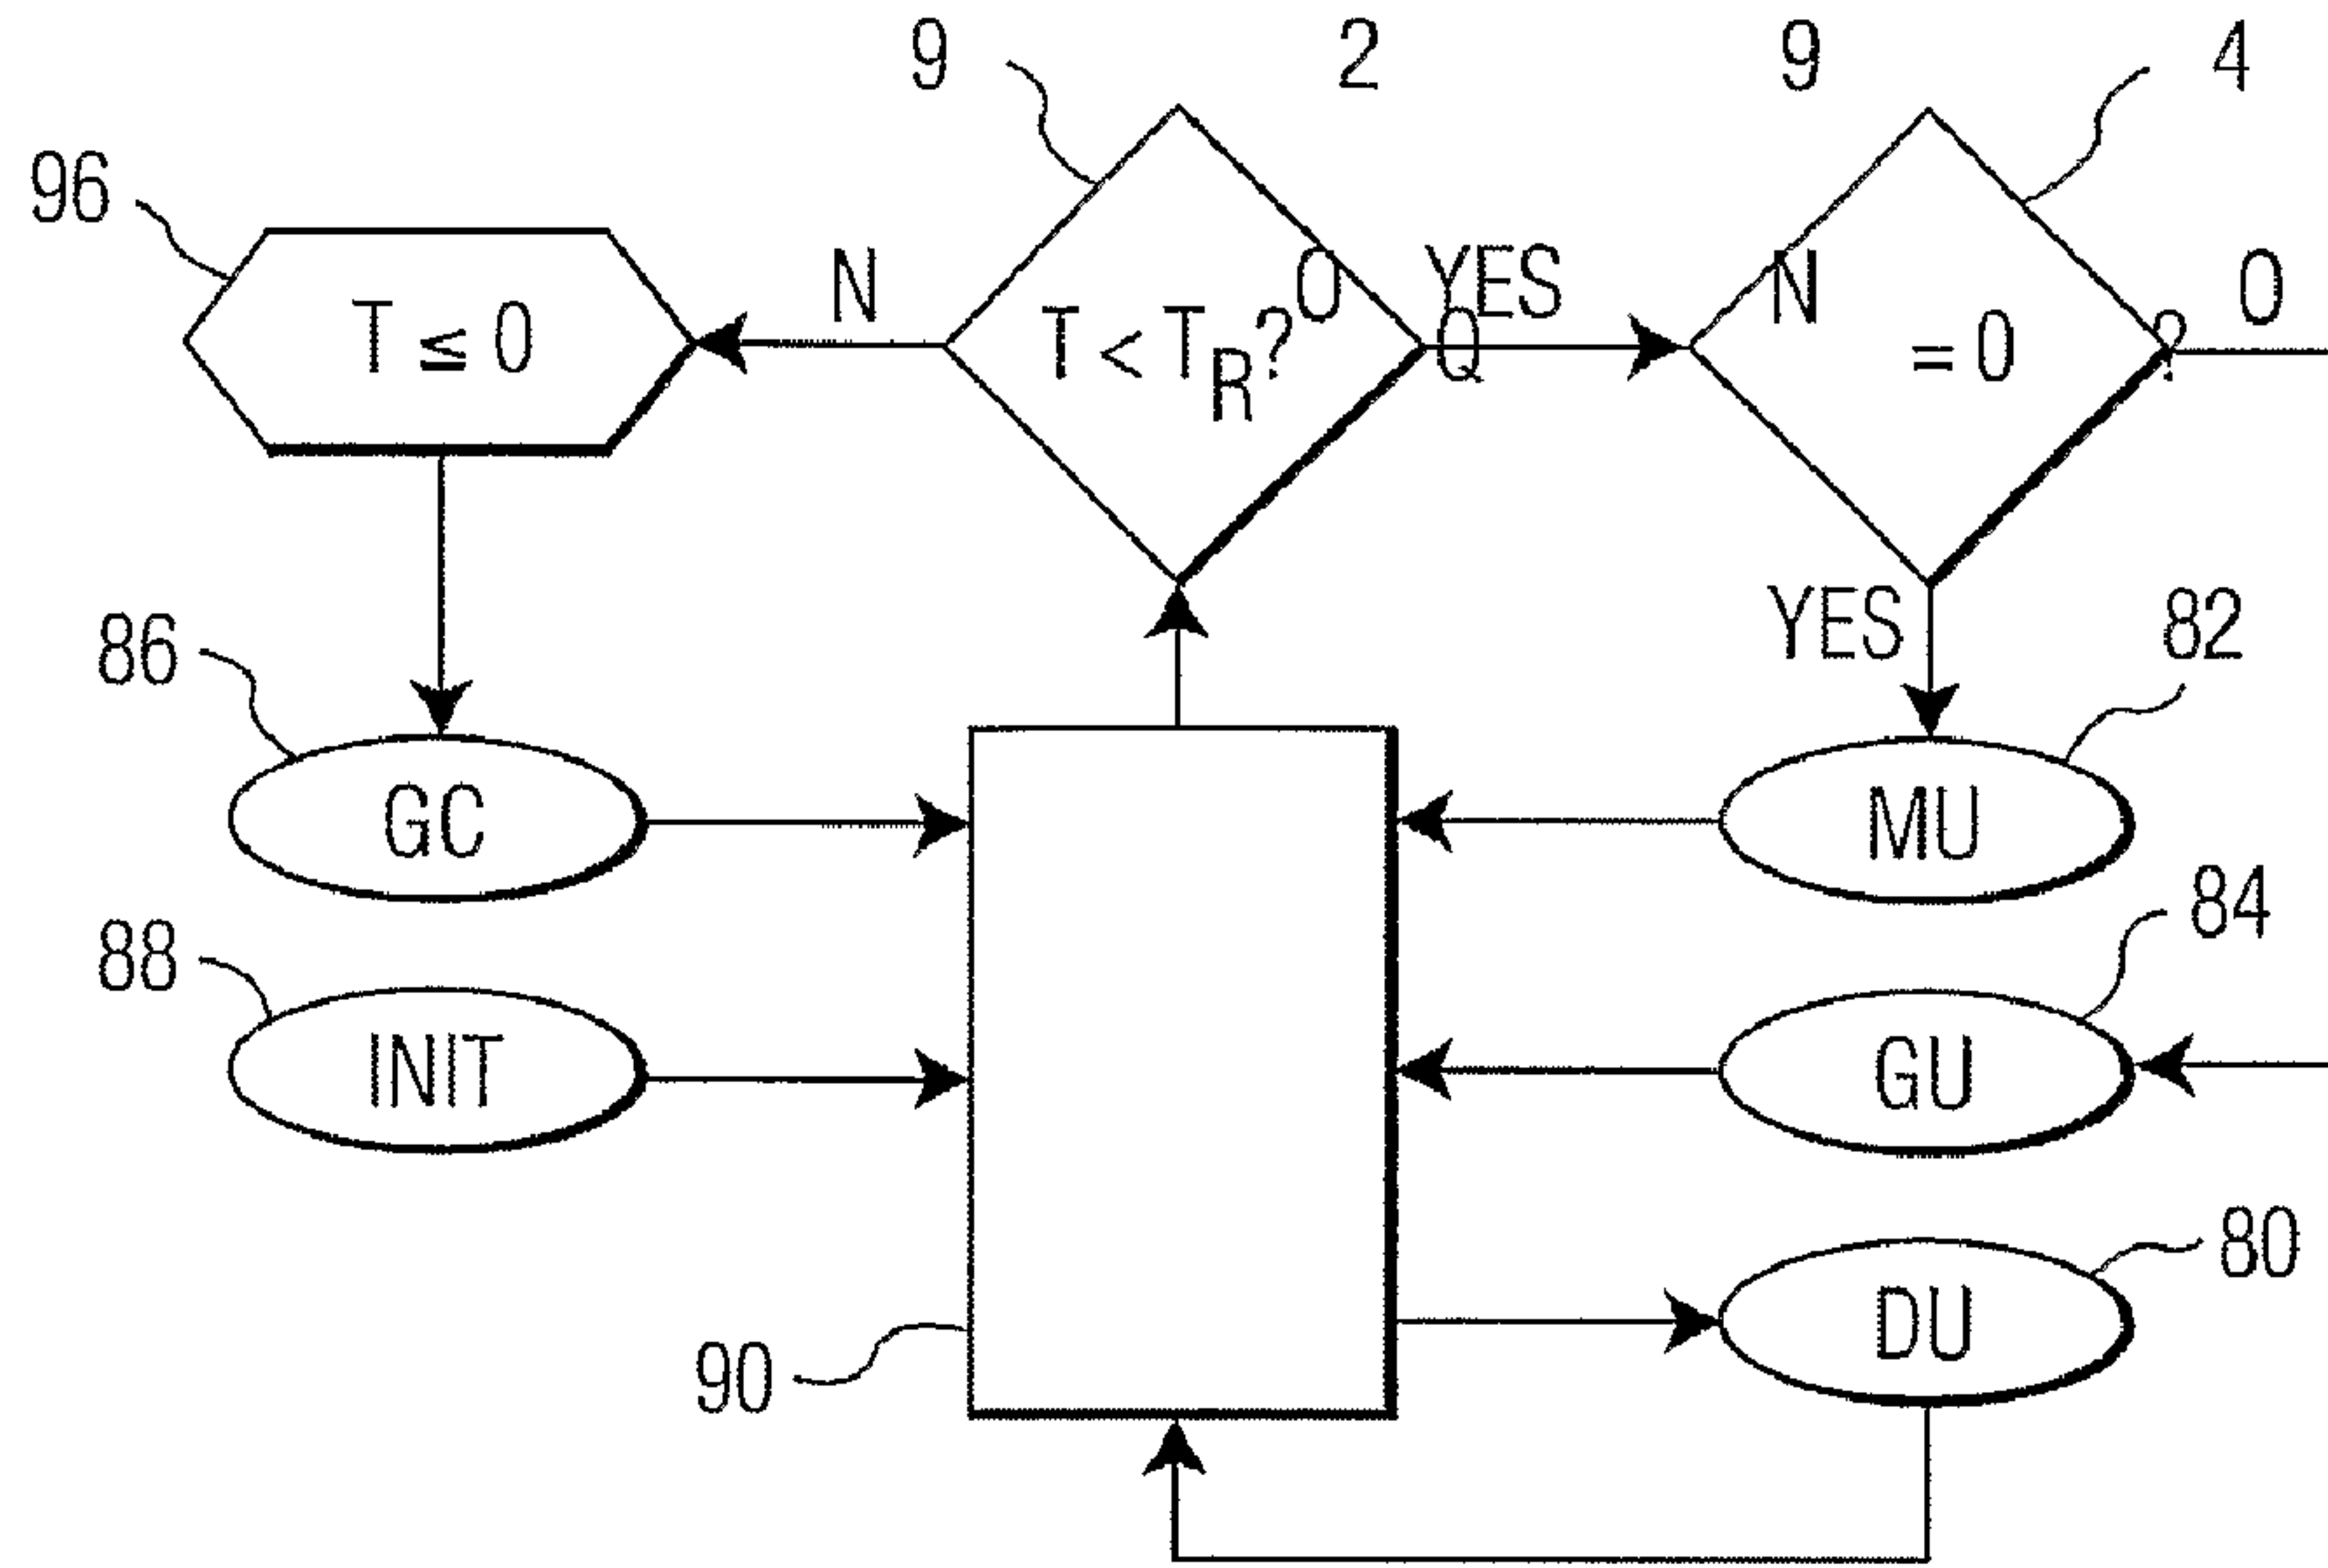 9 2 9 4
96
N O YES N O
T ≤ 0 T < TR? Q = 0 ?
YES 82
86
GC MU
84
88
INIT GU
80
DU
90